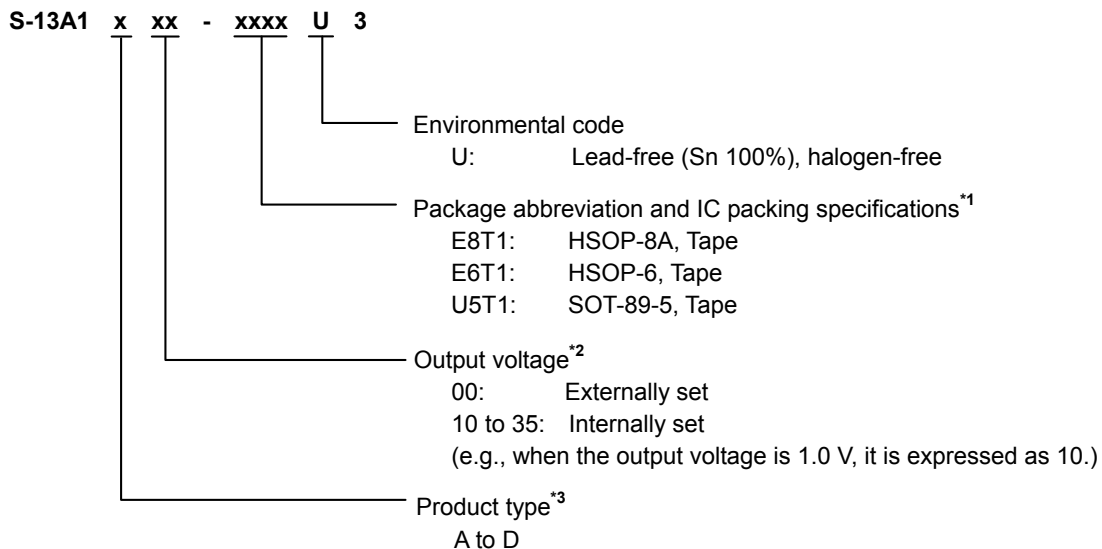 S-13A1 x xx - xxxx U 3
Environmental code
U: Lead-free (Sn 100%), halogen-free
Package abbreviation and IC packing specifications*1
E8T1: HSOP-8A, Tape
E6T1: HSOP-6, Tape
U5T1: SOT-89-5, Tape
Output voltage*2
00: Externally set
10 to 35: Internally set
(e.g., when the output voltage is 1.0 V, it is expressed as 10.)
Product type*3
A to D